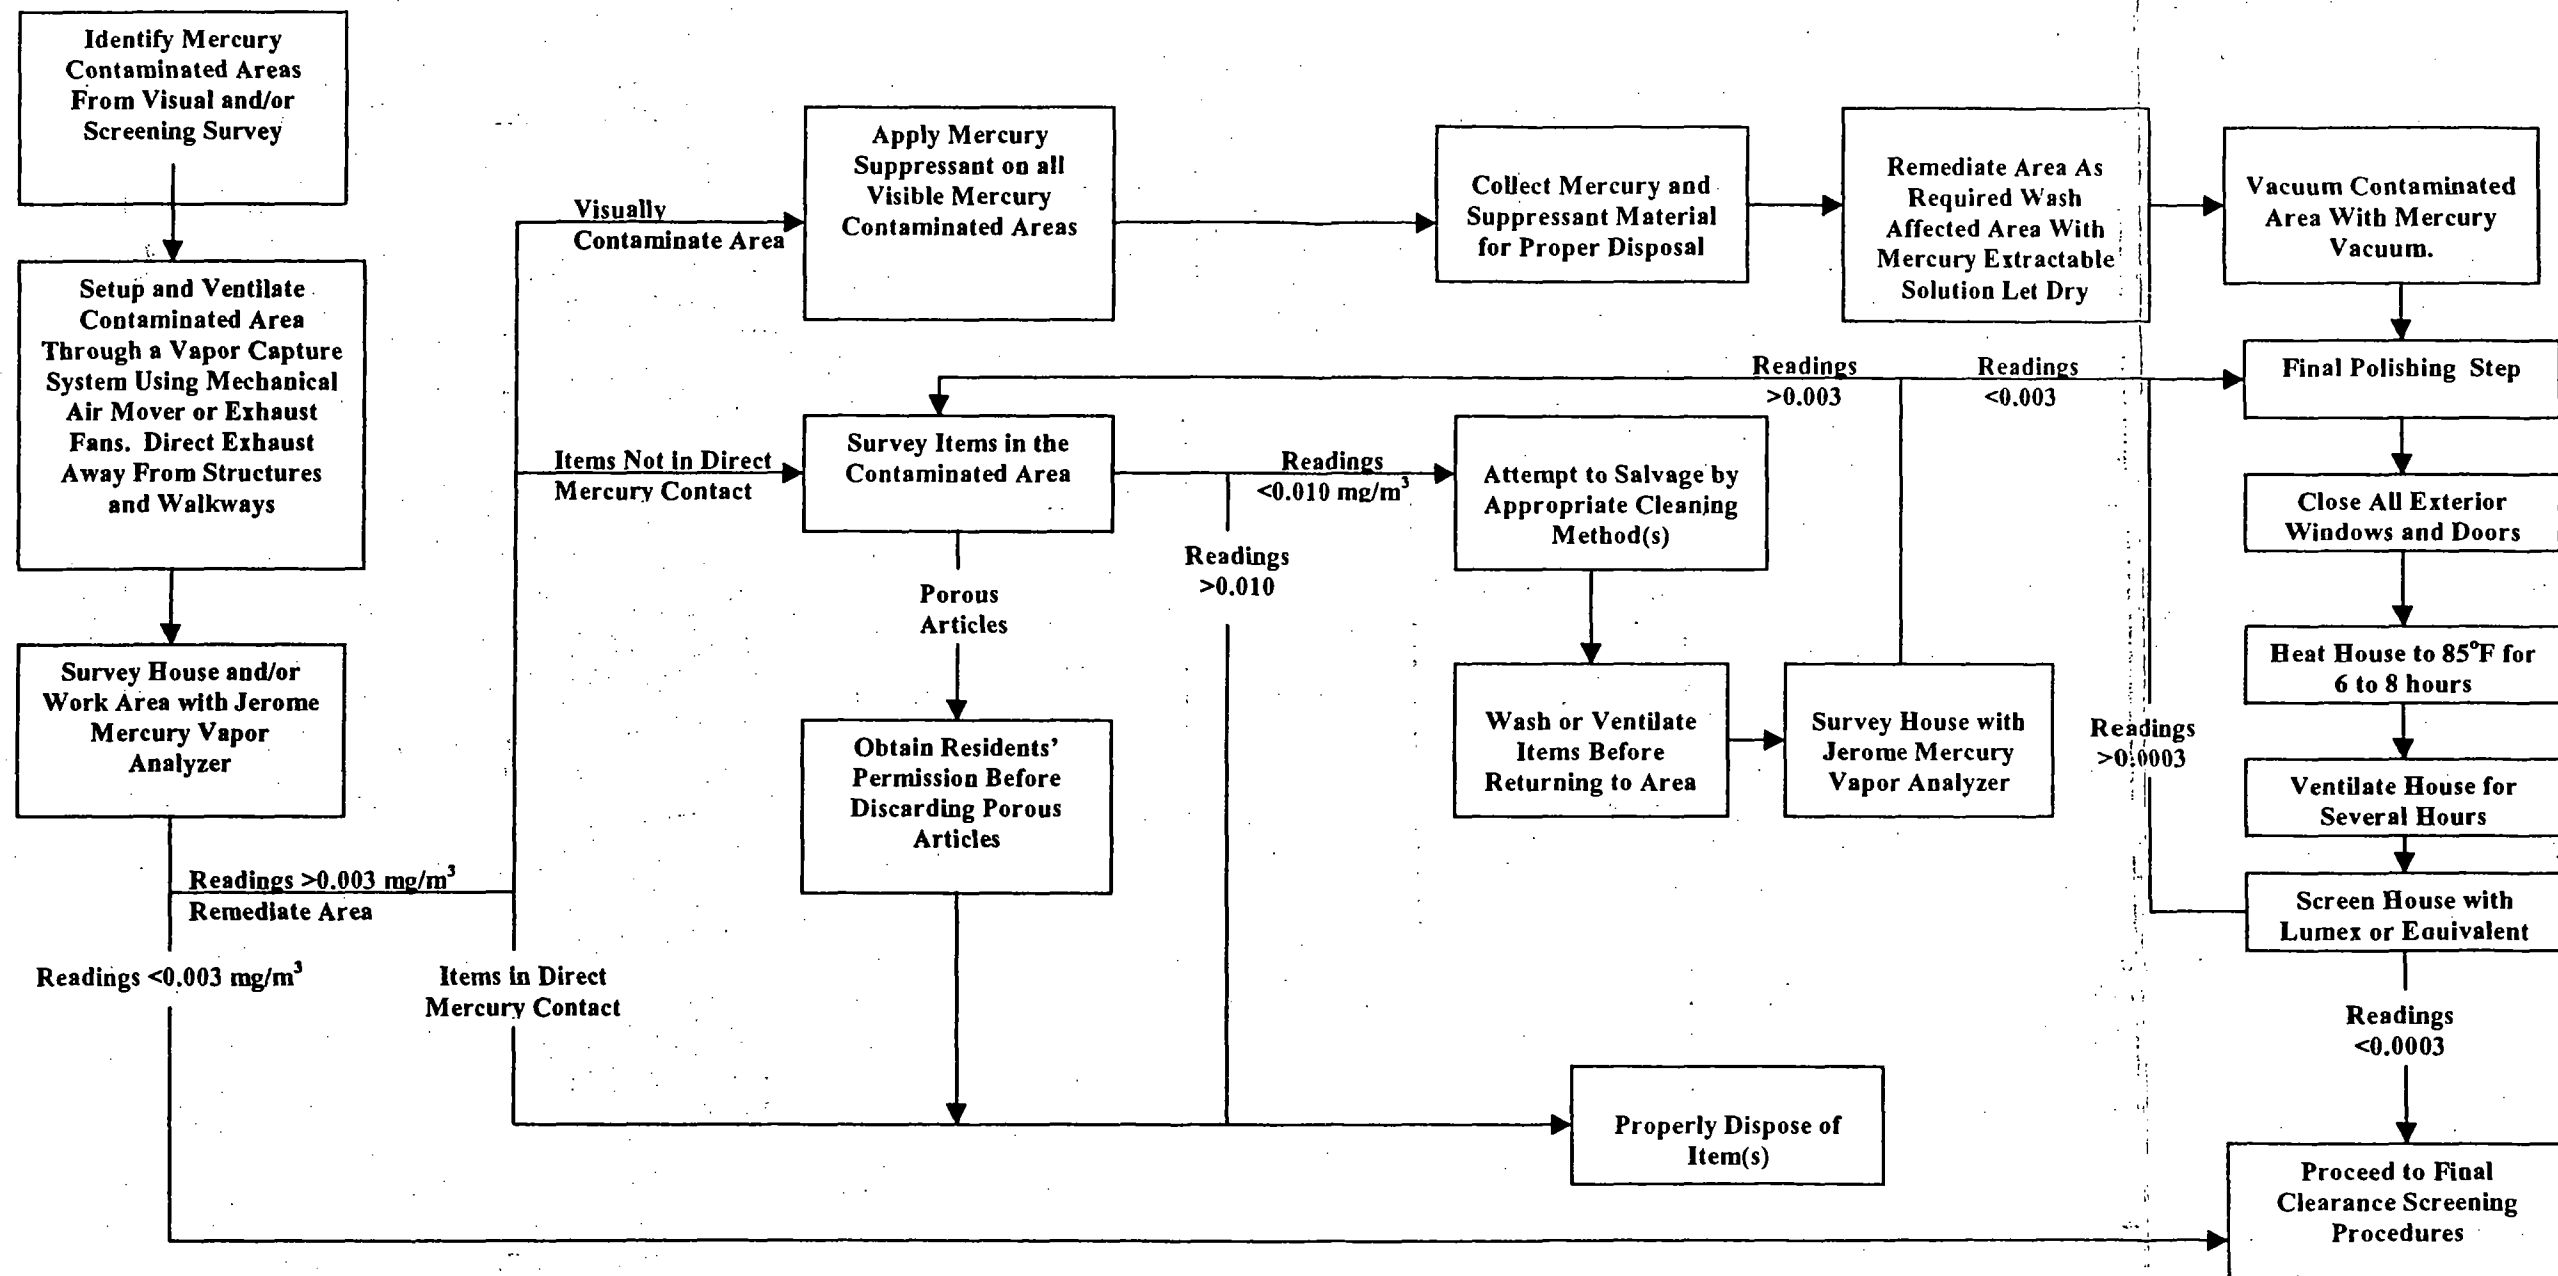 Identify Mercury
Contaminated Areas
From Visual and/or
Screening Survey
Setup and Ventilate
Contaminated Area
Through a Vapor Capture
System Using Mechanical
Air Mover or Exhaust
Fans. Direct Exhaust
Away From Structures
and Walkways
Survey House and/or
Work Area with Jerome
Mercury Vapor
Analyzer
Readings >0.003 mg/m³
Remediate Area
Readings <0.003 mg/m³
Items in Direct
Mercury Contact
Visually
Contaminate Area
Apply Mercury
Suppressant on all
Visible Mercury
Contaminated Areas
Collect Mercury and
Suppressant Material
for Proper Disposal
Remediate Area As
Required Wash
Affected Area With
Mercury Extractable
Solution Let Dry
Vacuum Contaminated
Area With Mercury
Vacuum.
Items Not in Direct
Mercury Contact
Survey Items in the
Contaminated Area
Porous
Articles
Obtain Residents'
Permission Before
Discarding Porous
Articles
Readings
>0.010
Readings
<0.010 mg/m³
Attempt to Salvage by
Appropriate Cleaning
Method(s)
Wash or Ventilate
Items Before
Returning to Area
Survey House with
Jerome Mercury
Vapor Analyzer
Readings
>0.003
Readings
<0.003
Final Polishing Step
Close All Exterior
Windows and Doors
Heat House to 85°F for
6 to 8 hours
Ventilate House for
Several Hours
Screen House with
Lumex or Equivalent
Readings
>0.0003
Readings
<0.0003
Properly Dispose of
Item(s)
Proceed to Final
Clearance Screening
Procedures